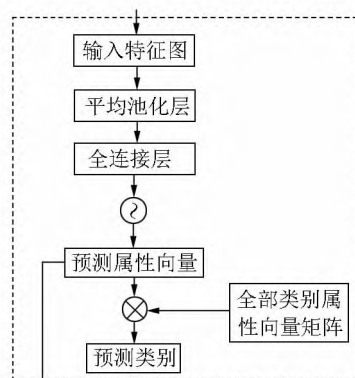 输入特征图
平均池化层
全连接层
预测属性向量
全部类别属
性向量矩阵
预测类别